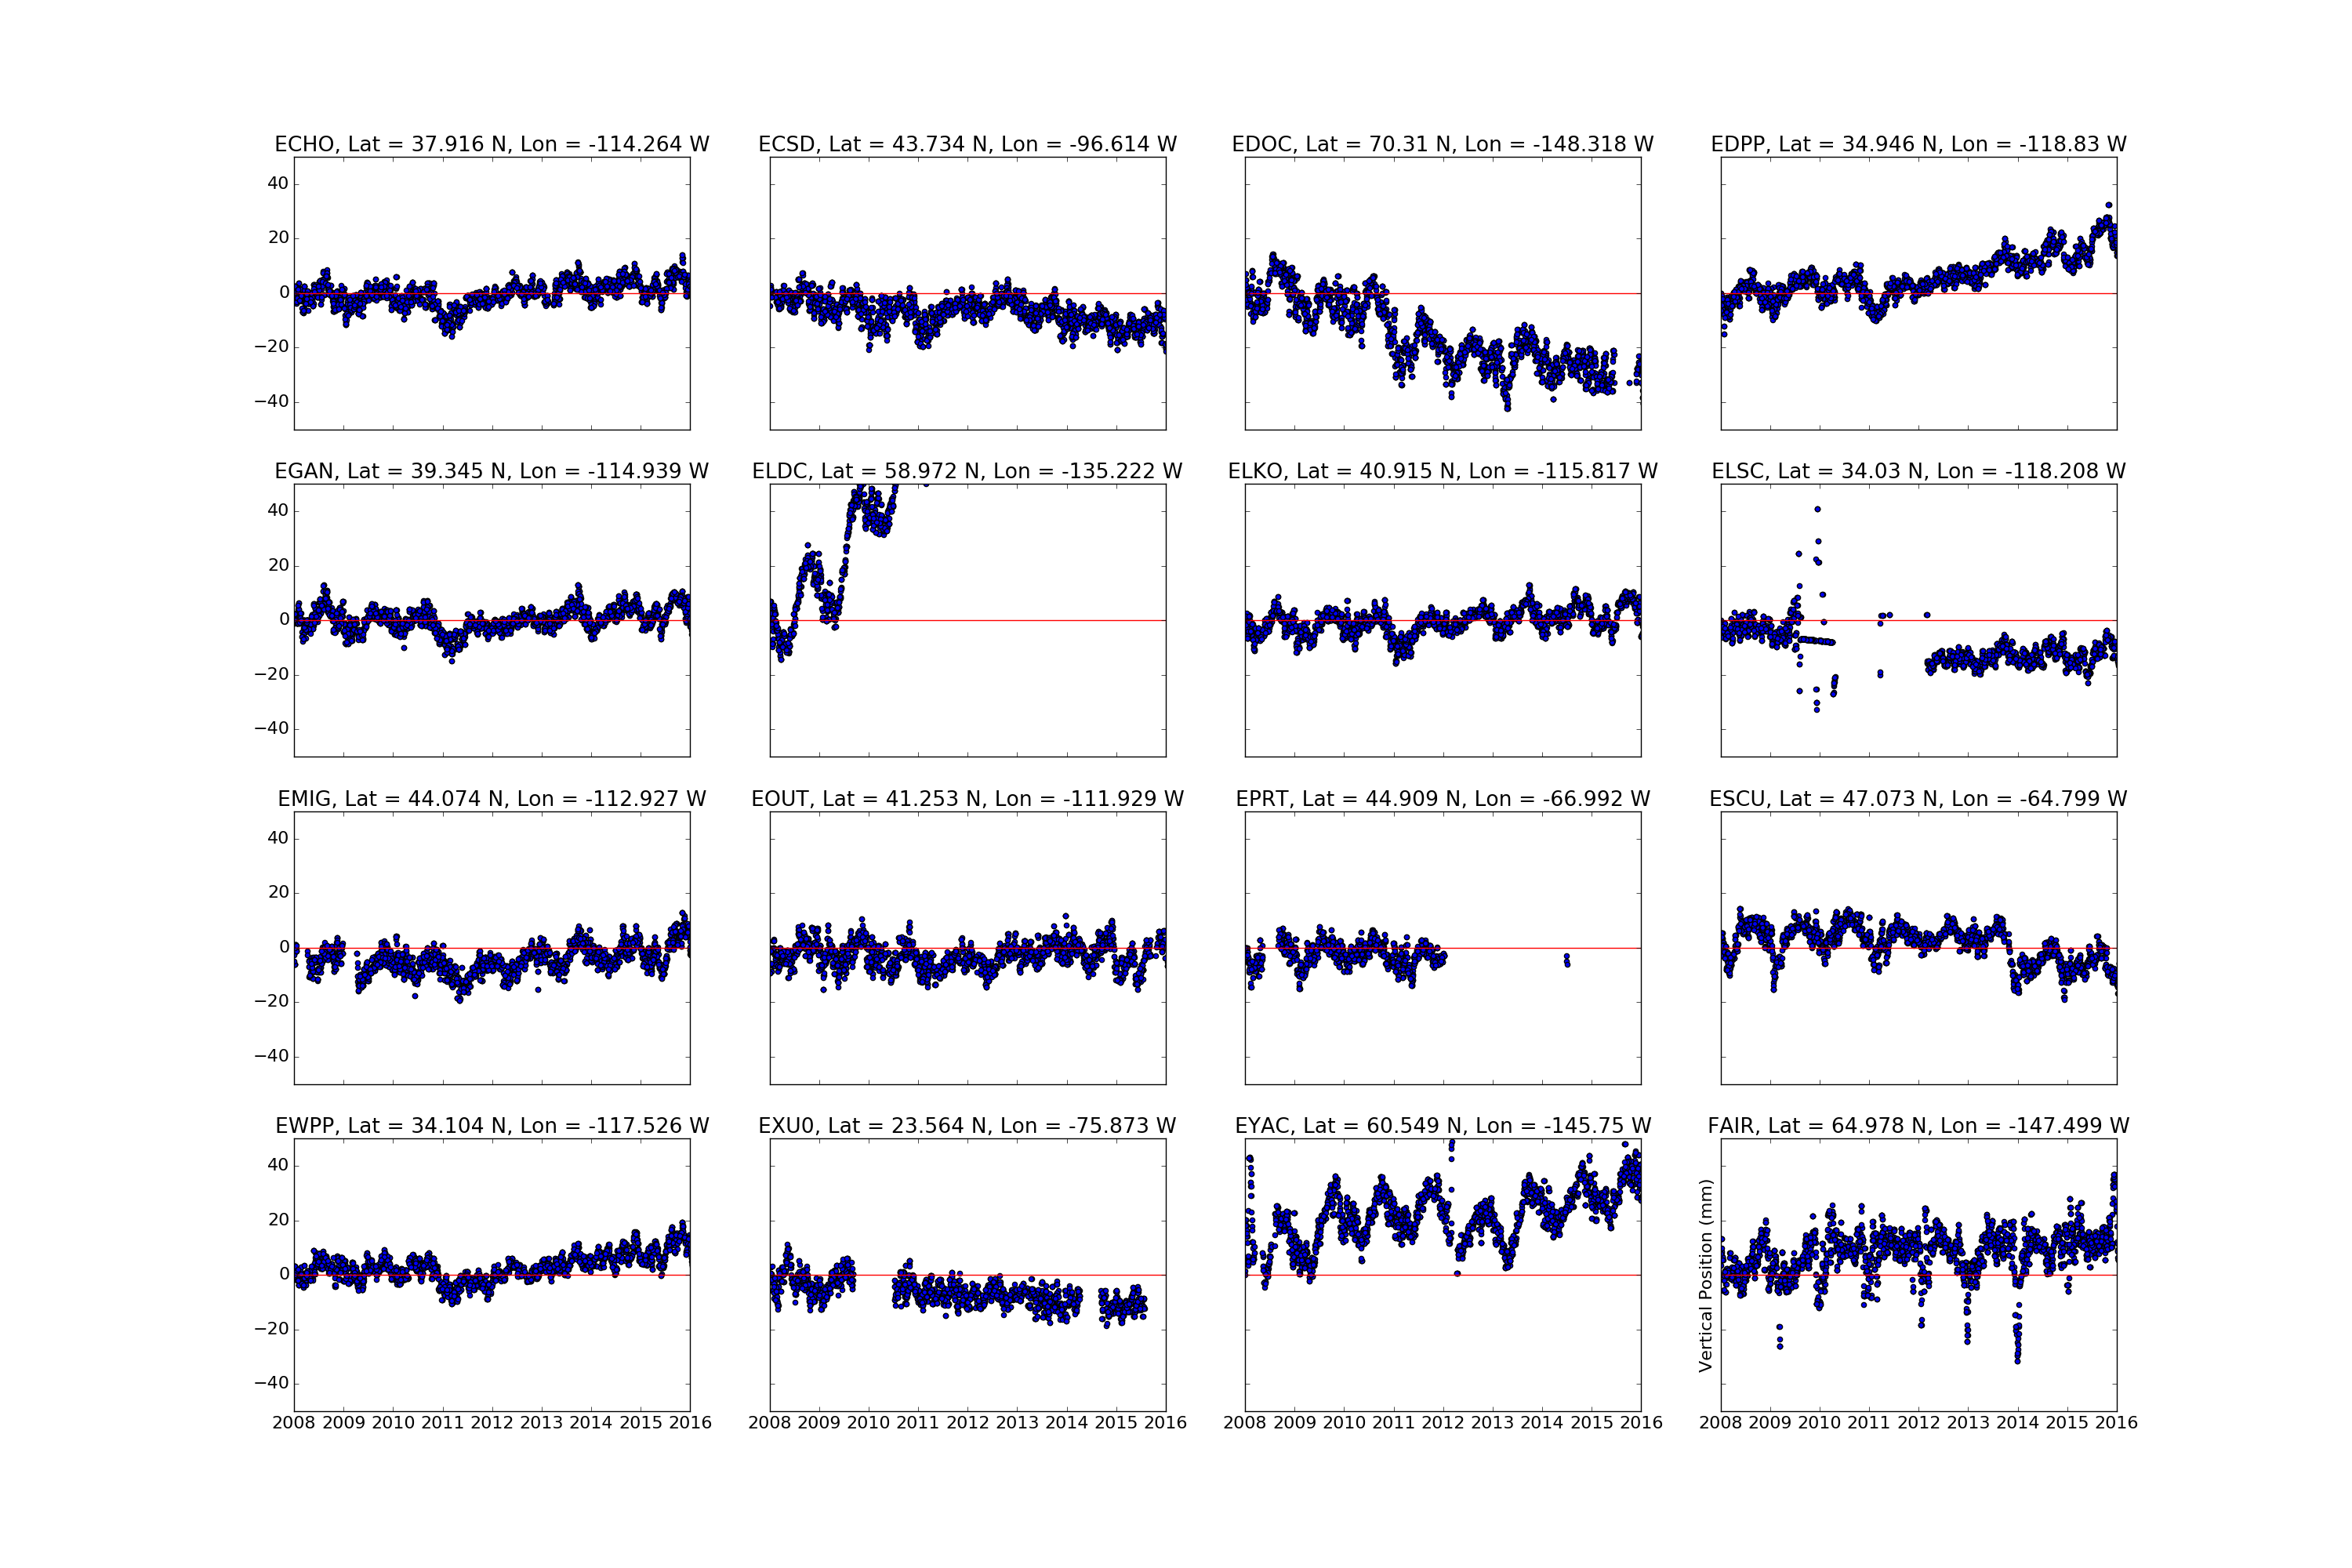 ECHO, Lat = 37.916 N, Lon = -114.264 W
ECSD, Lat = 43.734 N, Lon = -96.614 W
EDOC, Lat = 70.31 N, Lon = -148.318 W
EDPP, Lat = 34.946 N, Lon = -118.83 W
40
20
0
−20
−40
EGAN, Lat = 39.345 N, Lon = -114.939 W
ELDC, Lat = 58.972 N, Lon = -135.222 W
ELKO, Lat = 40.915 N, Lon = -115.817 W
ELSC, Lat = 34.03 N, Lon = -118.208 W
40
20
0
−20
−40
EMIG, Lat = 44.074 N, Lon = -112.927 W
EOUT, Lat = 41.253 N, Lon = -111.929 W
EPRT, Lat = 44.909 N, Lon = -66.992 W
ESCU, Lat = 47.073 N, Lon = -64.799 W
40
20
0
−20
−40
EWPP, Lat = 34.104 N, Lon = -117.526 W
EXU0, Lat = 23.564 N, Lon = -75.873 W
EYAC, Lat = 60.549 N, Lon = -145.75 W
FAIR, Lat = 64.978 N, Lon = -147.499 W
40
20
0
−20
−40
Vertical Position (mm)
2008 2009 2010 2011 2012 2013 2014 2015 2016
2008 2009 2010 2011 2012 2013 2014 2015 2016
2008 2009 2010 2011 2012 2013 2014 2015 2016
2008 2009 2010 2011 2012 2013 2014 2015 2016